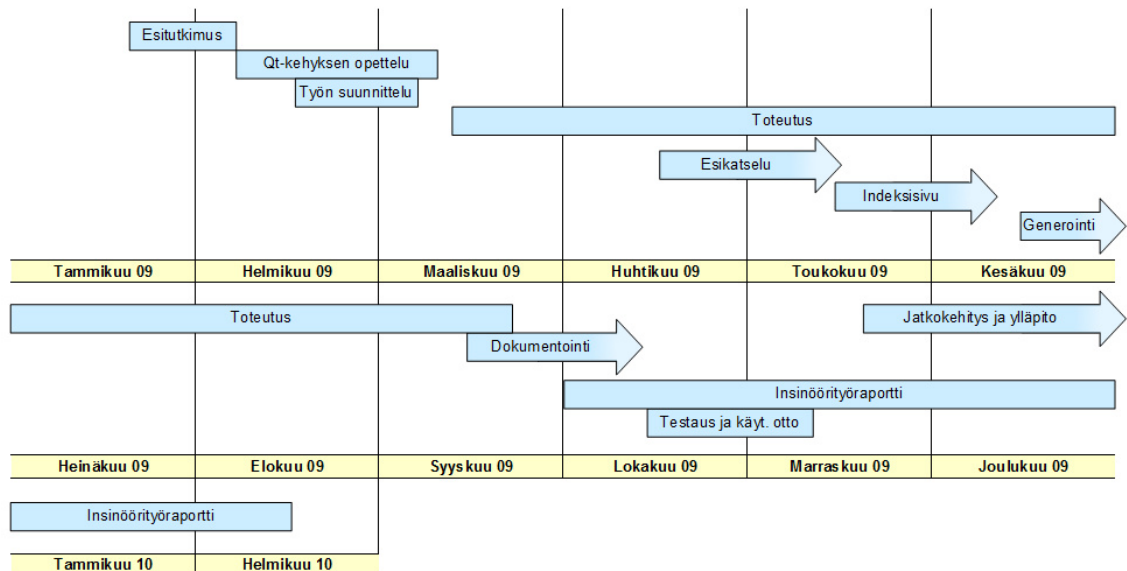 Esitutkimus
Qt-kehyksen opettelu
Työn suunnittelu
Toteutus
Esikatselu
Indeksisivu
Generointi
Tammikuu 09 Helmikuu 09 Maaliskuu 09 Huhtikuu 09 Toukokuu 09 Kesäkuu 09
Toteutus Jatkokehitys ja ylläpito
Dokumentointi
Insinöörityöraportti
Testaus ja käyt. otto
Heinäkuu 09 Elokuu 09 Syyskuu 09 Lokakuu 09 Marraskuu 09 Joulukuu 09
Insinöörityöraportti
Tammikuu 10 Helmikuu 10